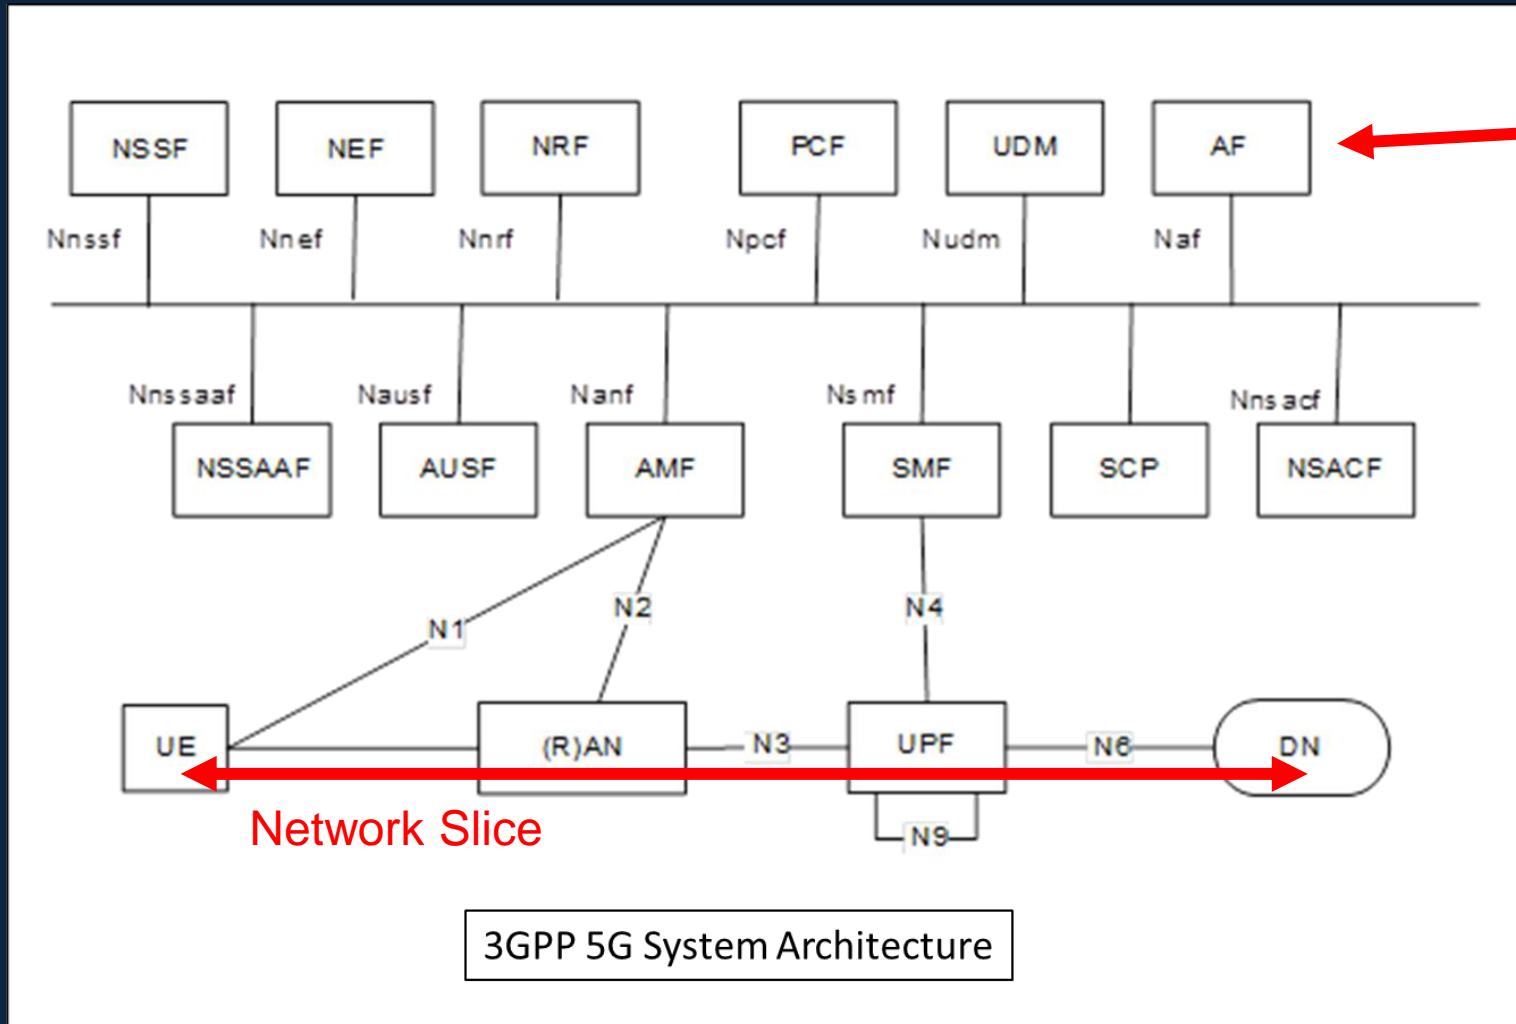 NSSF
NEF
NRF
PCF
UDM
AF
Nnssf
Nnef
Nnrf
Npcf
Nudm
Naf
Nnssaaf
Nausf
Nanf
Nsmf
Nnsacf
NSSAAF
AUSF
AMF
SMF
SCP
NSACF
N1
N2
N4
UE
(R)AN
N3
UPF
N6
DN
Network Slice
N9
3GPP 5G System Architecture